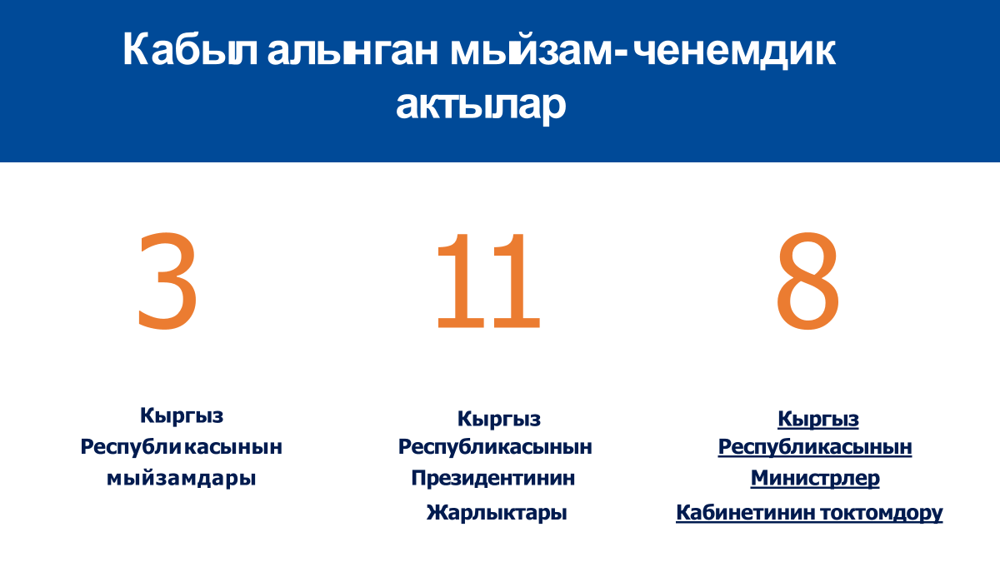 Кабыл алынган мыйзам-ченемдик
актылар
3
11
8
Кыргыз
Республикасынын
мыйзамдары
Кыргыз
Республикасынын
Президентинин
Жарлыктары
Кыргыз
Республикасынын
Министрлер
Кабинетинин токтомдору